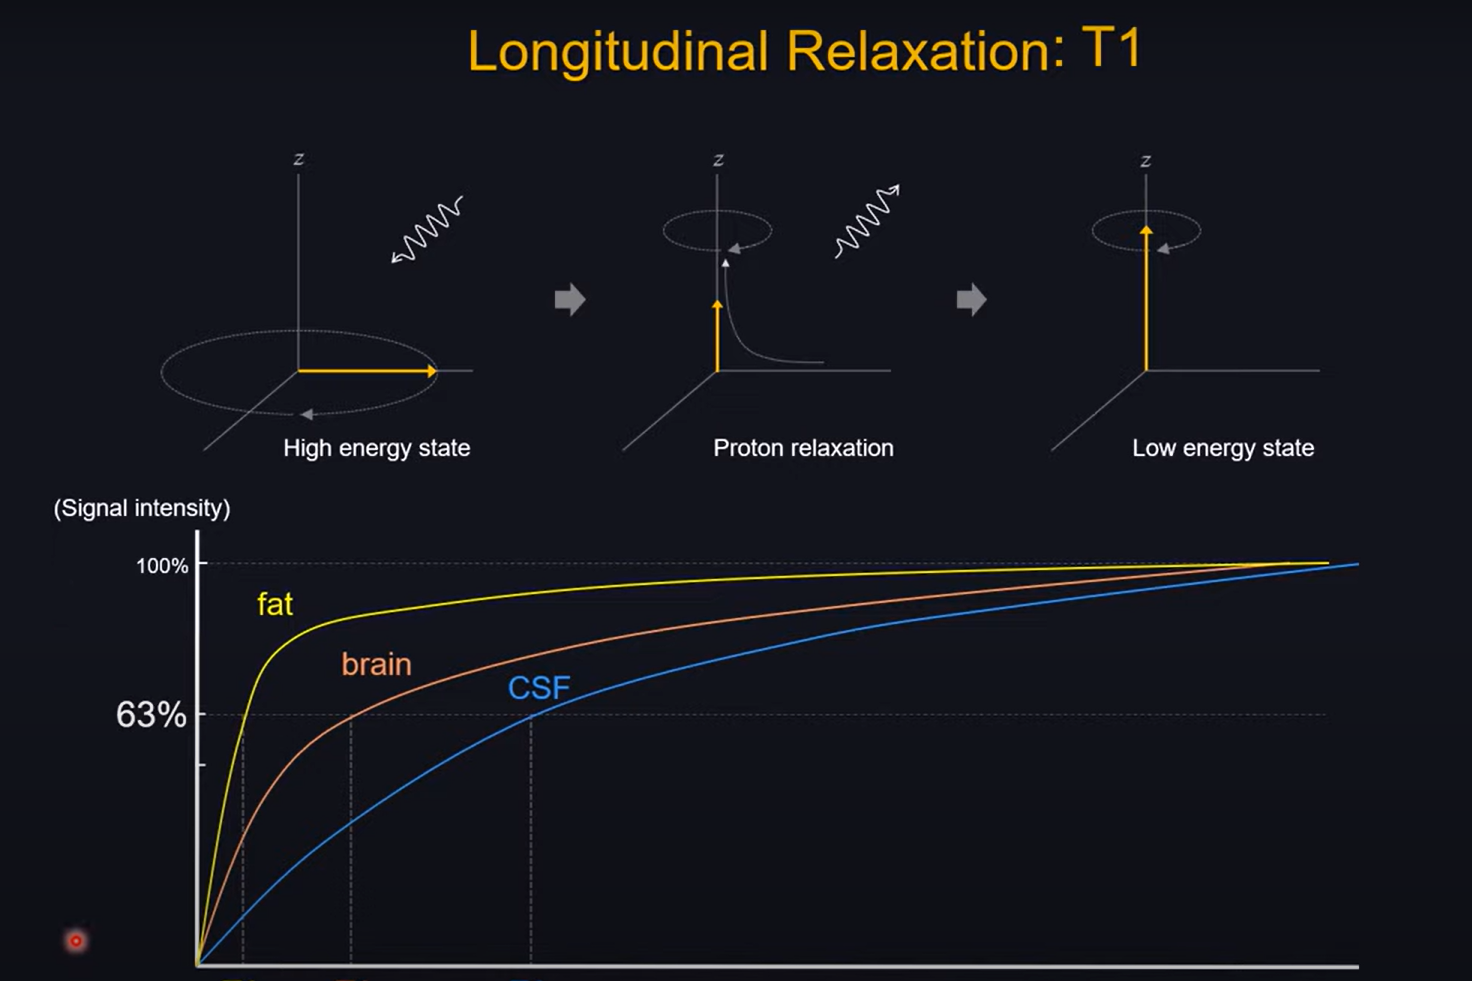 Longitudinal Relaxation: T1
z
z
z
High energy state
Proton relaxation
Low energy state
(Signal intensity)
100%
fat
brain
CSF
63%